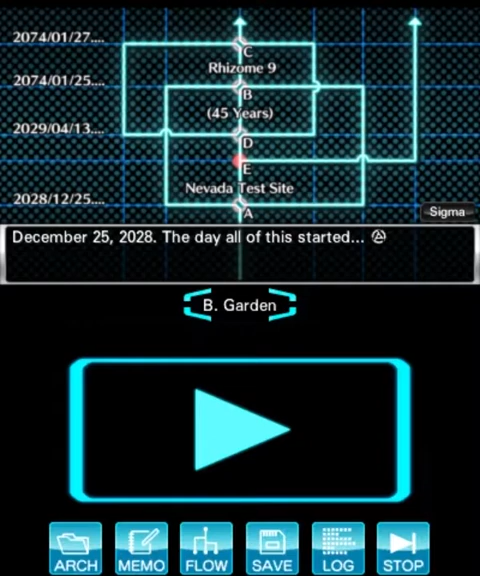 2074/01/27....
C
Rhizome 9
2074/01/25....
B
(45 Years)
2029/04/13....
D
E
Nevada Test Site
2028/12/25....
A
Sigma
December 25, 2028. The day all of this started...
B. Garden
ARCH
MEMO
FLOW
SAVE
LOG
STOP